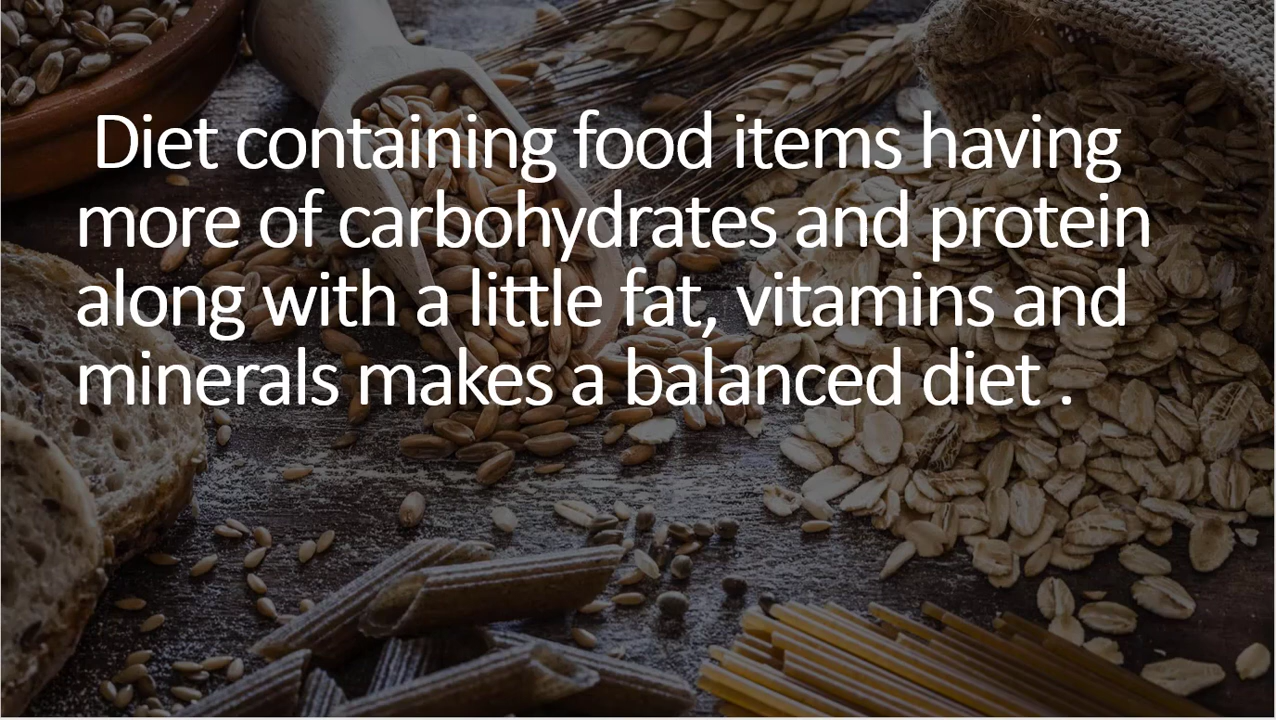 Diet containing food items having
more of carbohydrates and protein
along with a little fat, vitamins and
minerals makes a balanced diet .